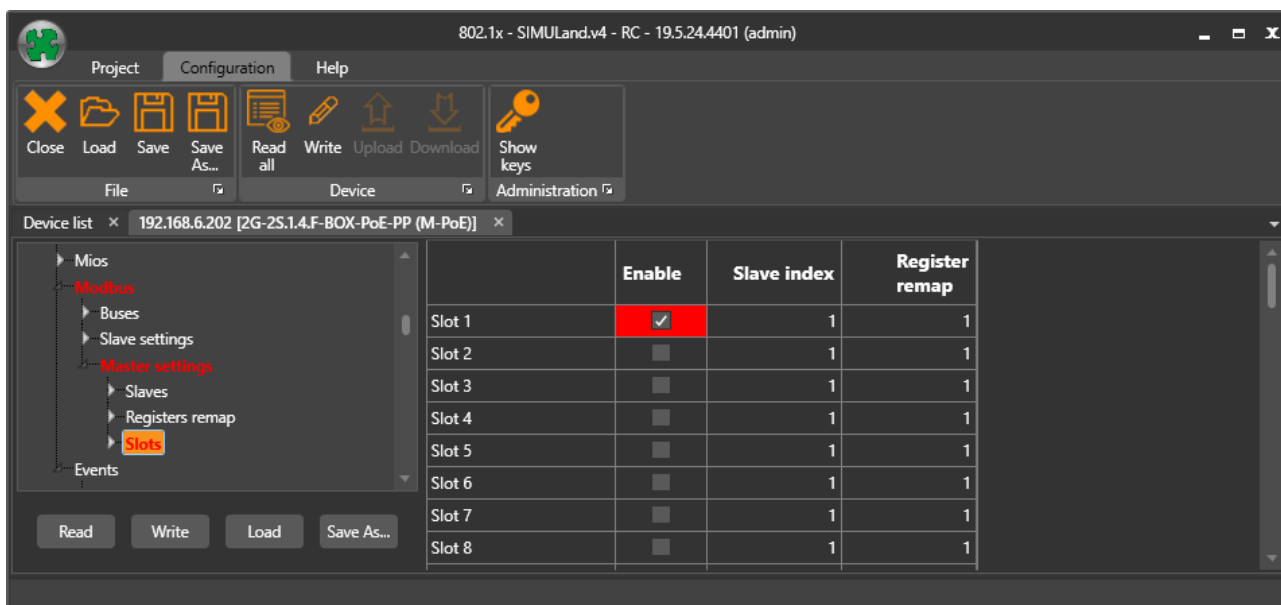 802.1x - SIMULand.v4 - RC - 19.5.24.4401 (admin)
Project Configuration Help
Close Load Save Save As... Read all Write Upload Download Show keys
File Device Administration
Device list × 192.168.6.202 [2G-2S.1.4.F-BOX-PoE-PP (M-PoE)] ×
Mios
Modbus
Buses
Slave settings
Master settings
Slaves
Registers remap
Slots
Events
Read Write Load Save As...
Enable Slave index Register remap
Slot 1 1 1
Slot 2 1 1
Slot 3 1 1
Slot 4 1 1
Slot 5 1 1
Slot 6 1 1
Slot 7 1 1
Slot 8 1 1